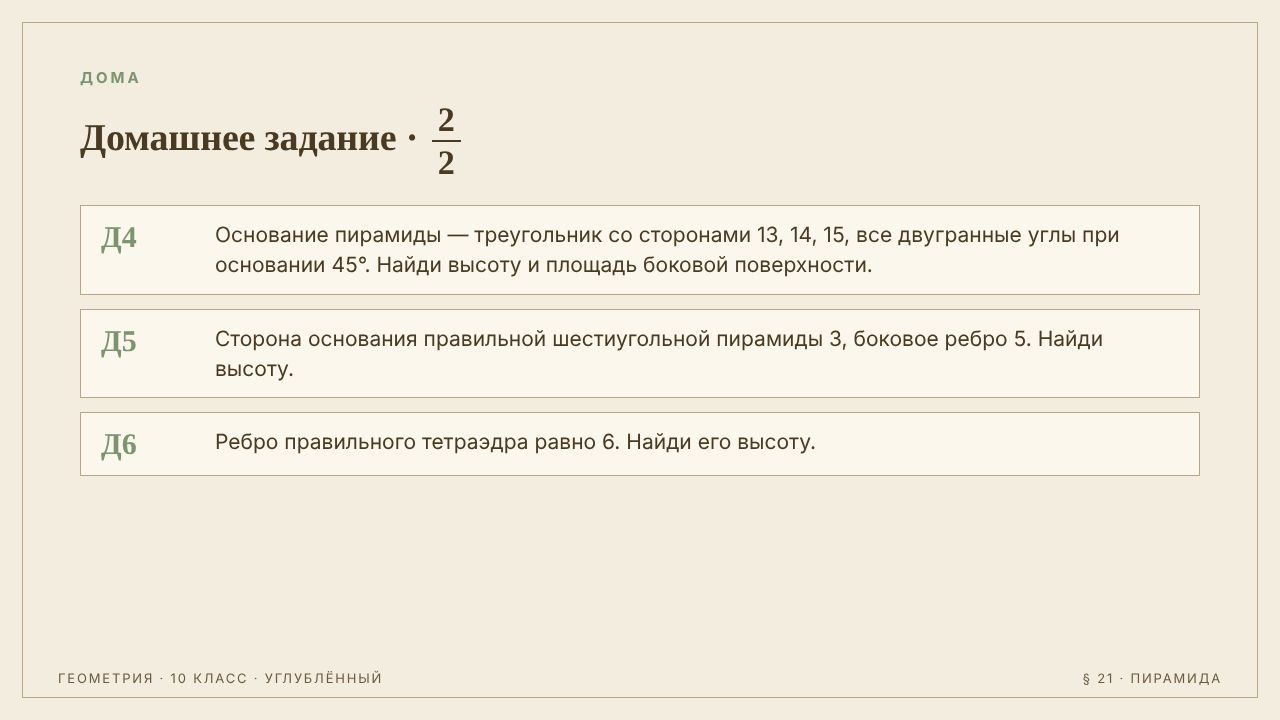 ДОМА
Домашнее задание · 2/2
Д4
Основание пирамиды — треугольник со сторонами 13, 14, 15, все двугранные углы при
основании 45°. Найди высоту и площадь боковой поверхности.
Д5
Сторона основания правильной шестиугольной пирамиды 3, боковое ребро 5. Найди
высоту.
Д6
Ребро правильного тетраэдра равно 6. Найди его высоту.
ГЕОМЕТРИЯ · 10 КЛАСС · УГЛУБЛЁННЫЙ
§ 21 · ПИРАМИДА